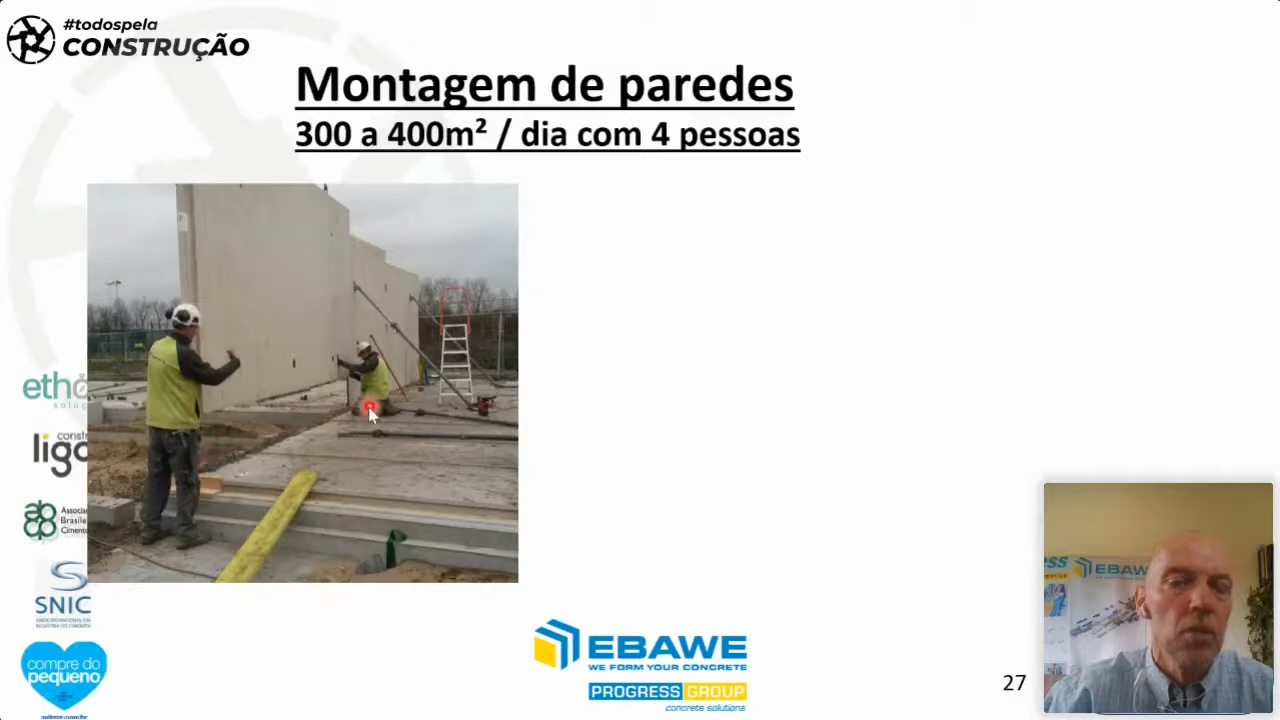 #todospela
CONSTRUÇÃO
Montagem de paredes
300 a 400m² / dia com 4 pessoas
SNIC
compre do
pequeno
EBAWE
WE FORM YOUR CONCRETE
PROGRESS GROUP
concrete solutions
27
EBAWE